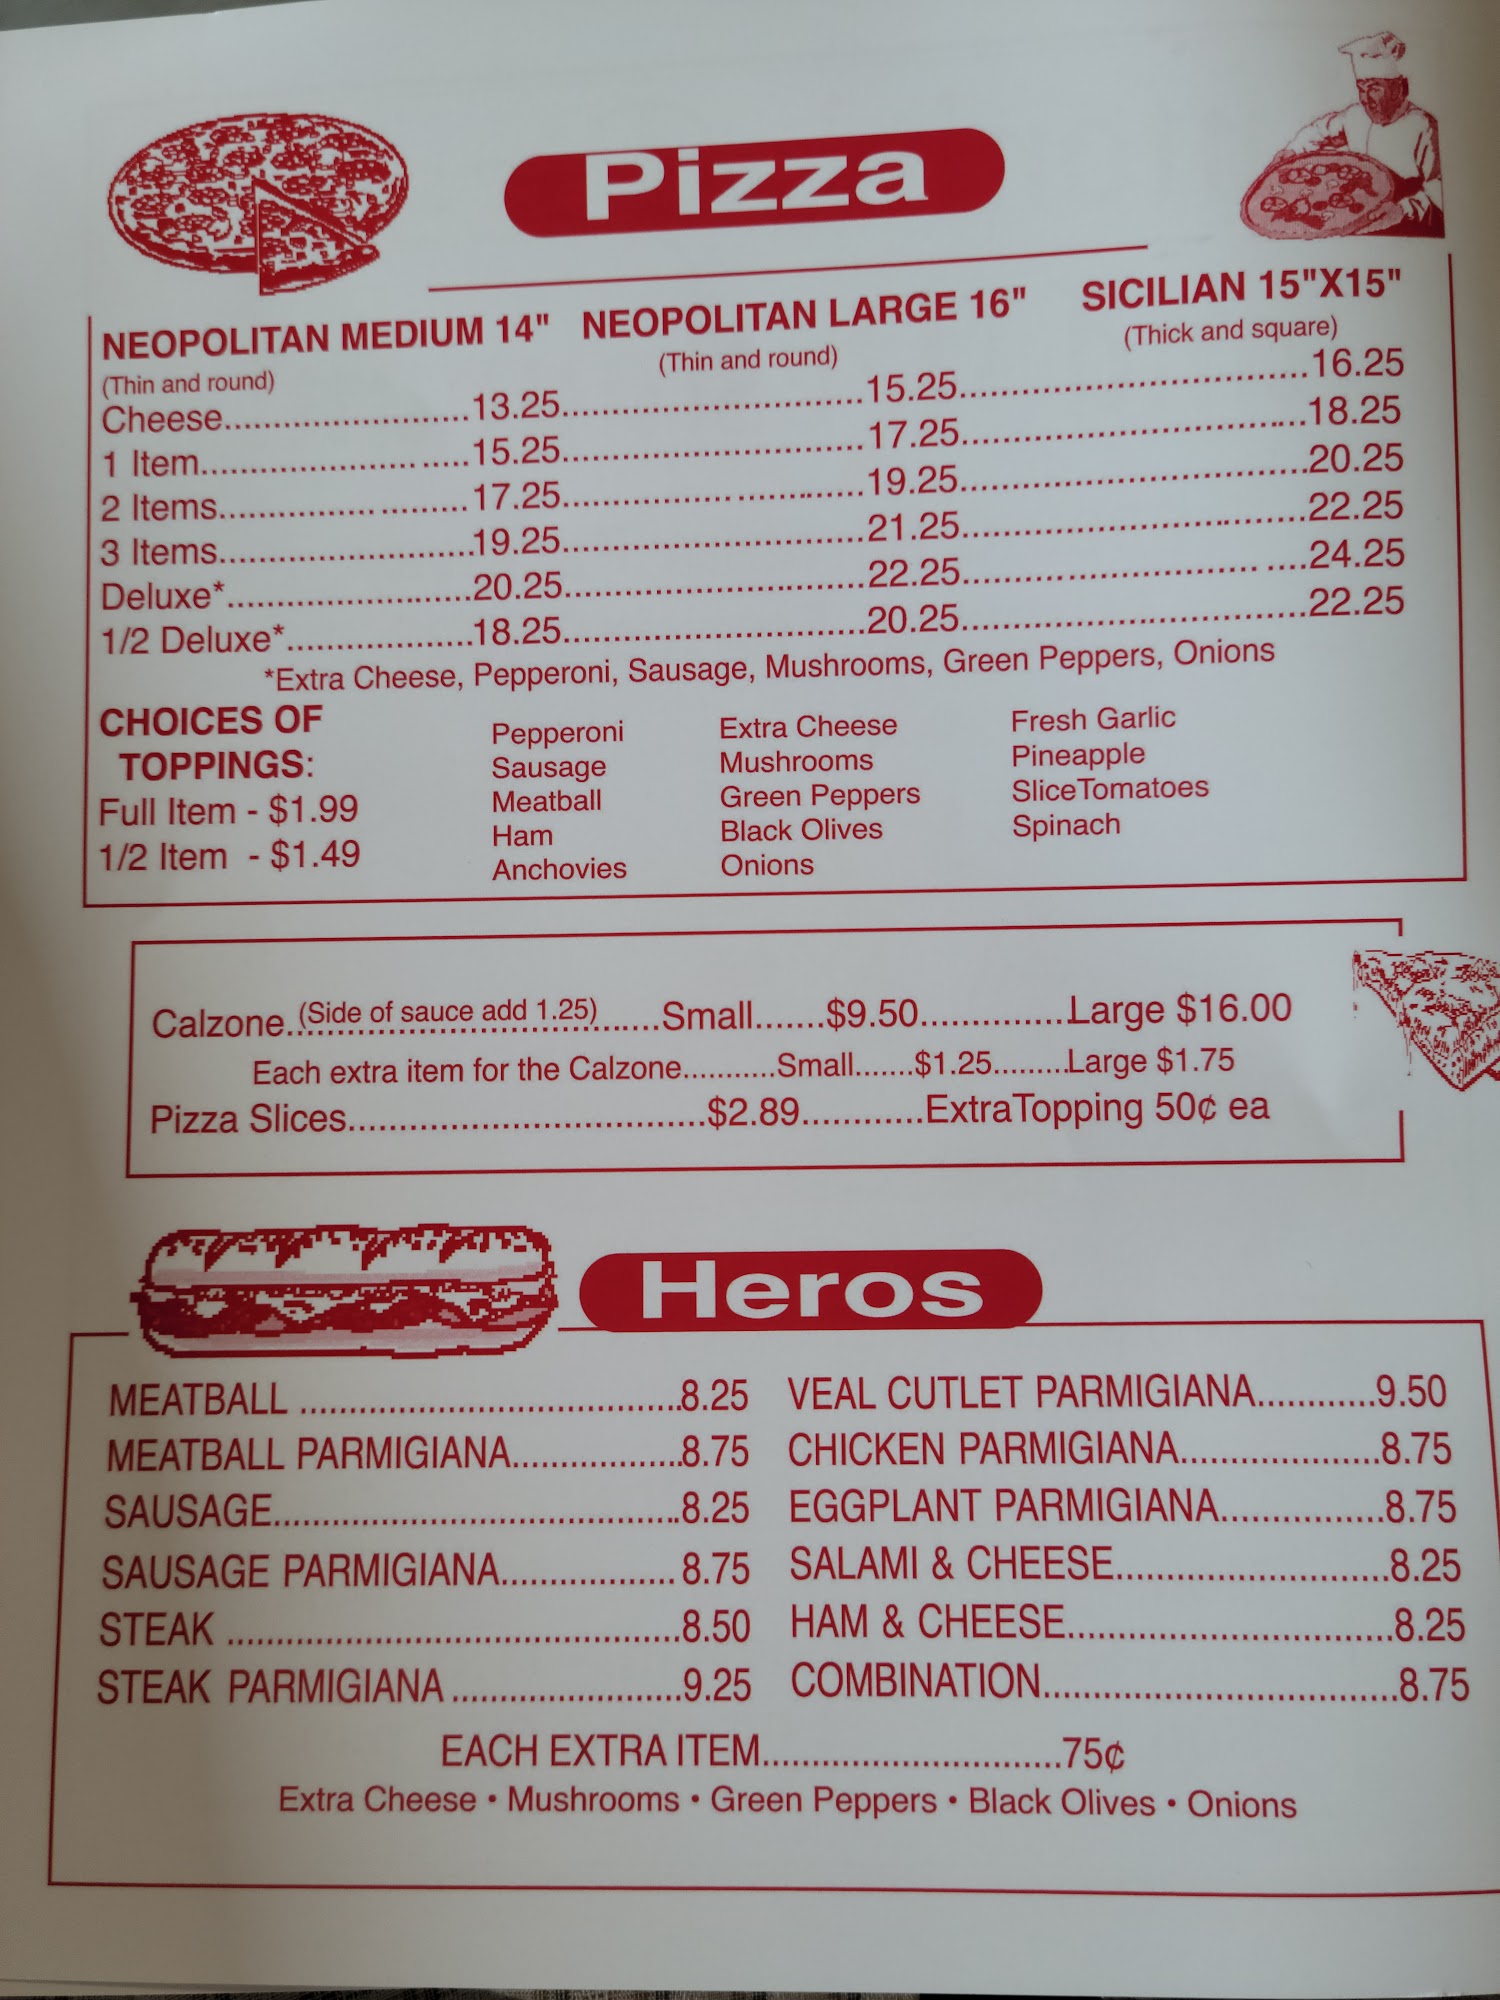 Pizza
NEOPOLITAN MEDIUM 14" NEOPOLITAN LARGE 16" SICILIAN 15"X15"
(Thin and round) (Thin and round) (Thick and square)
Cheese.......................13.25..............................15.25...................................16.25
1 Item.......................15.25..............................17.25...................................18.25
2 Items.......................17.25..............................19.25...................................20.25
3 Items.......................19.25..............................21.25...................................22.25
Deluxe*.......................20.25..............................22.25...................................24.25
1/2 Deluxe*..................18.25..............................20.25...................................22.25
*Extra Cheese, Pepperoni, Sausage, Mushrooms, Green Peppers, Onions
CHOICES OF
TOPPINGS:
Full Item - $1.99
1/2 Item - $1.49
Pepperoni
Sausage
Meatball
Ham
Anchovies
Extra Cheese
Mushrooms
Green Peppers
Black Olives
Onions
Fresh Garlic
Pineapple
SliceTomatoes
Spinach
Calzone..(Side of sauce add 1.25)......Small.......$9.50..............Large $16.00
Each extra item for the Calzone..........Small.......$1.25.........Large $1.75
Pizza Slices...................................$2.89............ExtraTopping 50¢ ea
Heros
MEATBALL .......................................8.25
MEATBALL PARMIGIANA.................8.75
SAUSAGE.........................................8.25
SAUSAGE PARMIGIANA..................8.75
STEAK ..............................................8.50
STEAK PARMIGIANA .......................9.25
VEAL CUTLET PARMIGIANA............9.50
CHICKEN PARMIGIANA....................8.75
EGGPLANT PARMIGIANA................8.75
SALAMI & CHEESE...........................8.25
HAM & CHEESE................................8.25
COMBINATION...................................8.75
EACH EXTRA ITEM.............................75¢
Extra Cheese • Mushrooms • Green Peppers • Black Olives • Onions